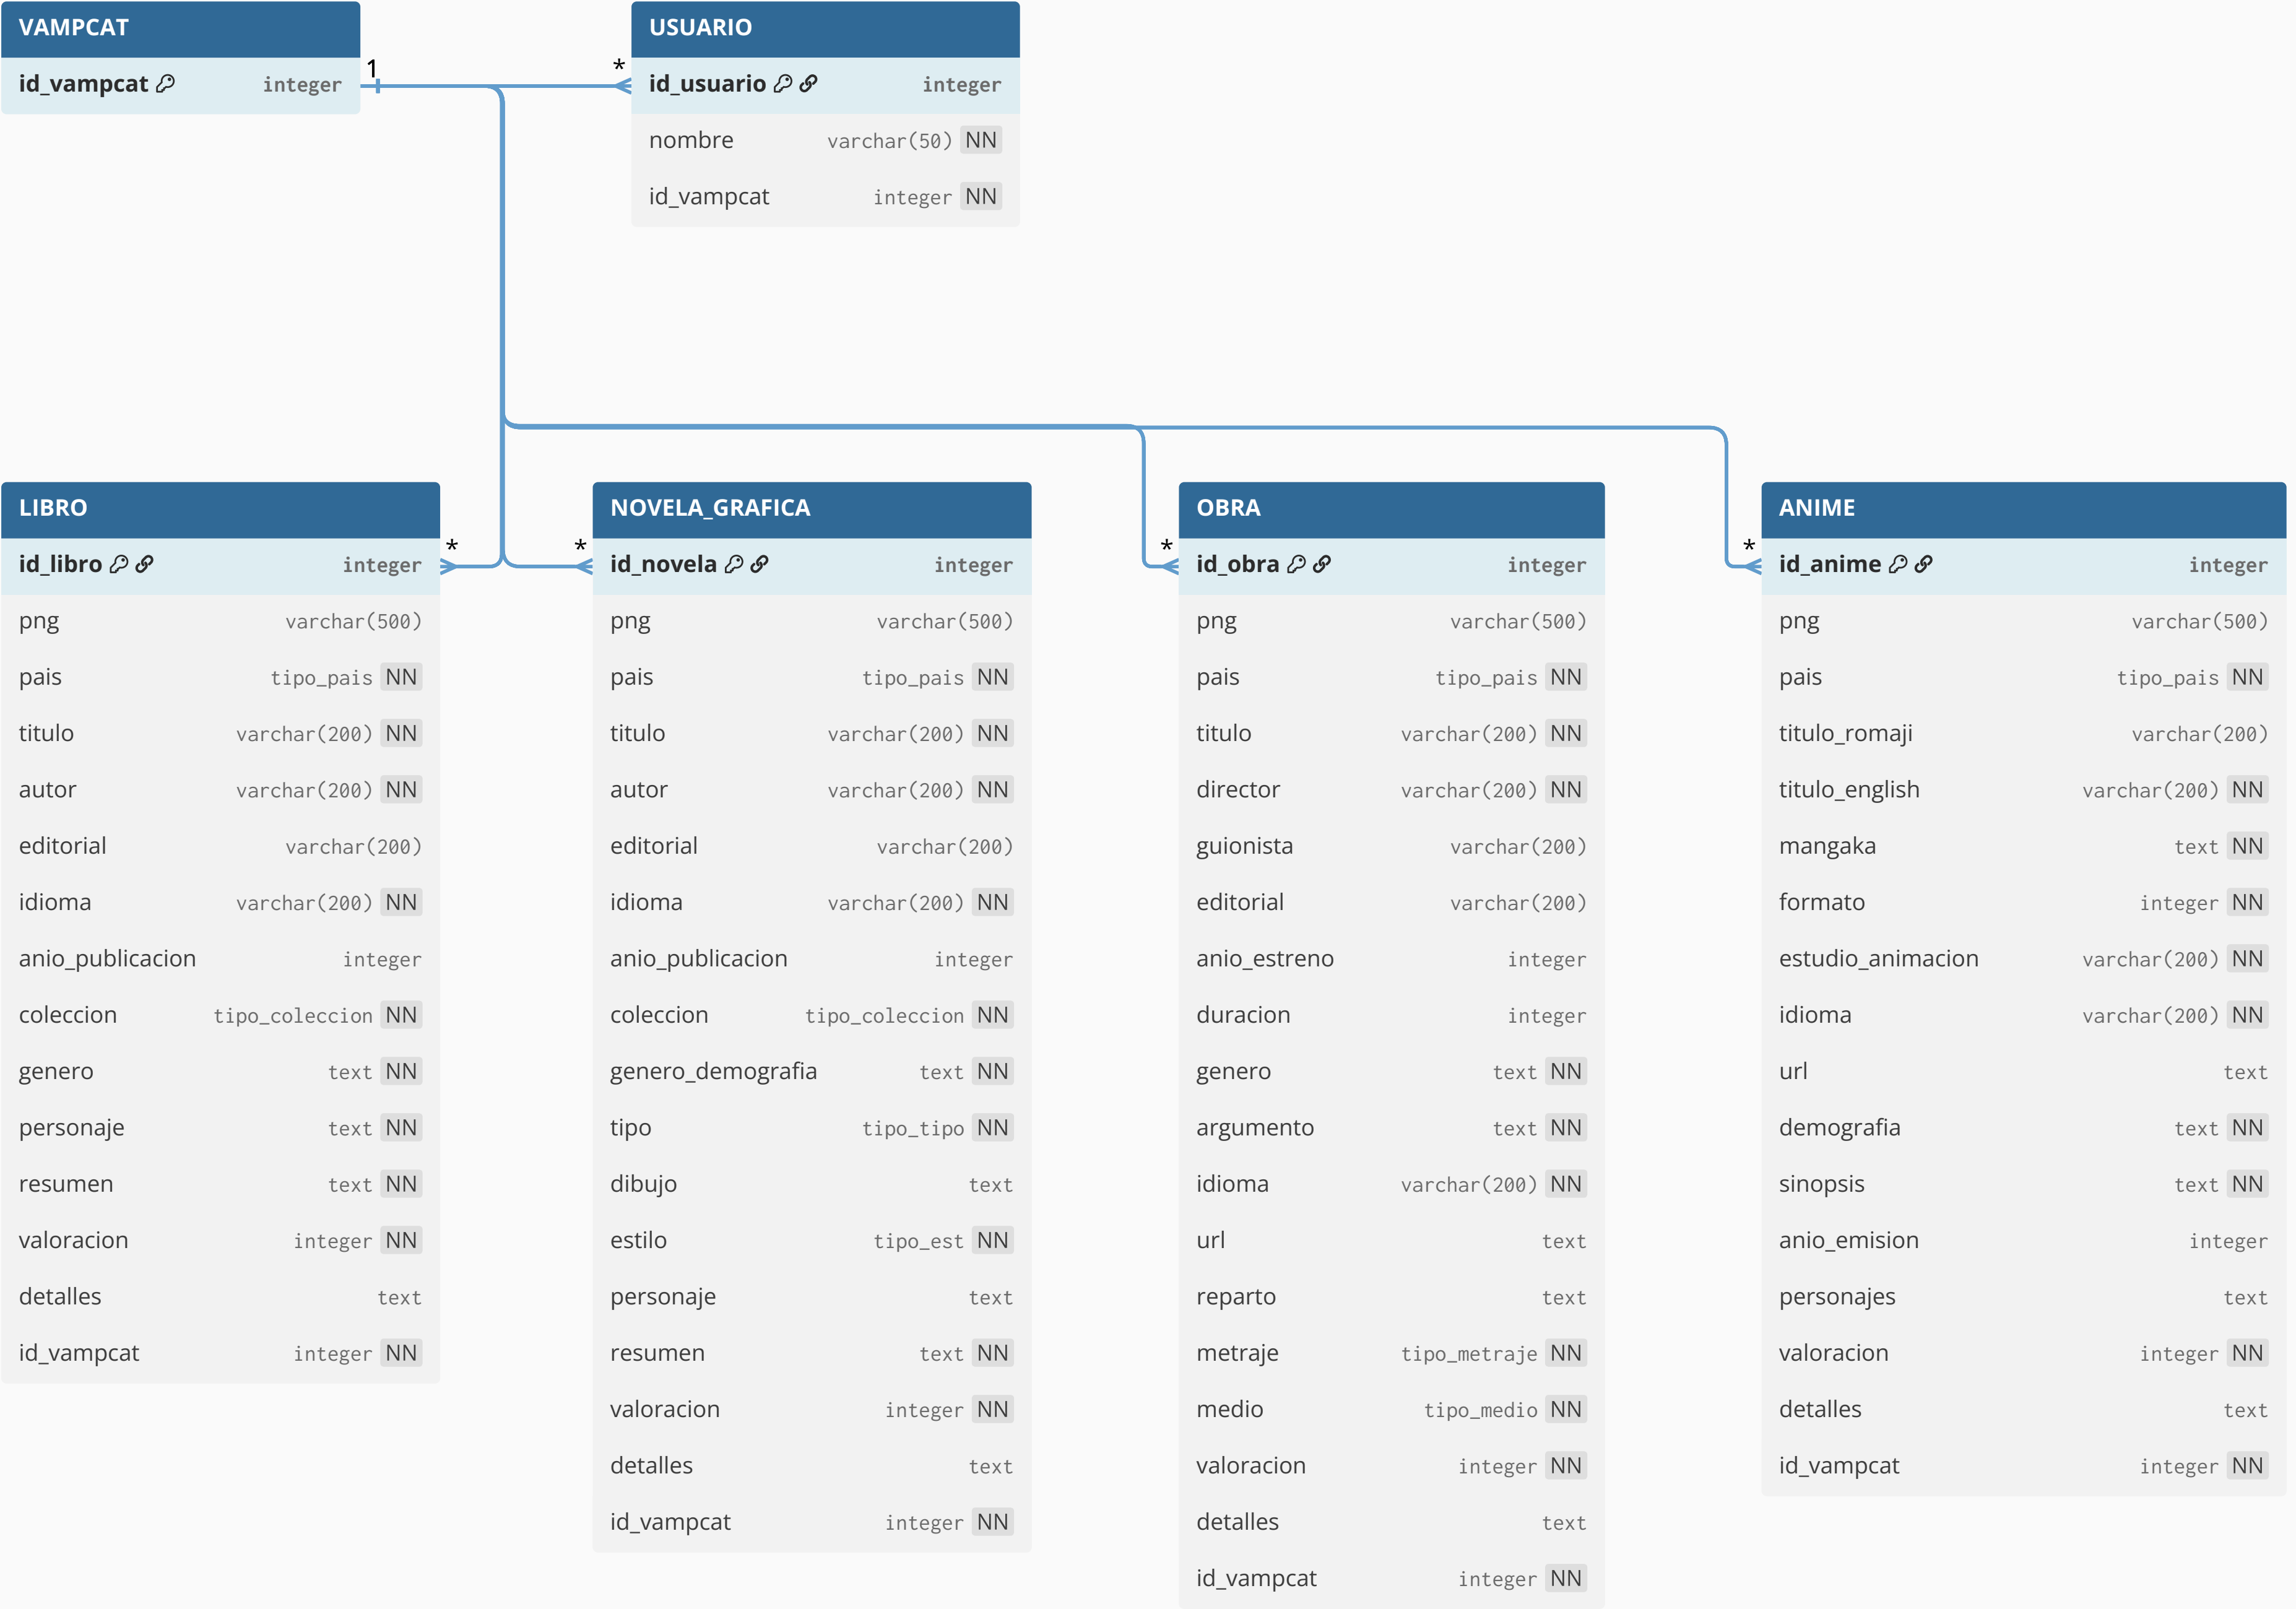 VAMPCAT
id_vampcat integer
1
*
USUARIO
id_usuario integer
nombre varchar(50) NN
id_vampcat integer NN
LIBRO
id_libro integer
*
png varchar(500)
pais tipo_pais NN
titulo varchar(200) NN
autor varchar(200) NN
editorial varchar(200)
idioma varchar(200) NN
anio_publicacion integer
coleccion tipo_coleccion NN
genero text NN
personaje text NN
resumen text NN
valoracion integer NN
detalles text
id_vampcat integer NN
NOVELA_GRAFICA
*
id_novela integer
png varchar(500)
pais tipo_pais NN
titulo varchar(200) NN
autor varchar(200) NN
editorial varchar(200)
idioma varchar(200) NN
anio_publicacion integer
coleccion tipo_coleccion NN
genero_demografia text NN
tipo tipo_tipo NN
dibujo text
estilo tipo_est NN
personaje text
resumen text NN
valoracion integer NN
detalles text
id_vampcat integer NN
OBRA
*
id_obra integer
png varchar(500)
pais tipo_pais NN
titulo varchar(200) NN
director varchar(200) NN
guionista varchar(200)
editorial varchar(200)
anio_estreno integer
duracion integer
genero text NN
argumento text NN
idioma varchar(200) NN
url text
reparto text
metraje tipo_metraje NN
medio tipo_medio NN
valoracion integer NN
detalles text
id_vampcat integer NN
ANIME
*
id_anime integer
png varchar(500)
pais tipo_pais NN
titulo_romaji varchar(200)
titulo_english varchar(200) NN
mangaka text NN
formato integer NN
estudio_animacion varchar(200) NN
idioma varchar(200) NN
url text
demografia text NN
sinopsis text NN
anio_emision integer
personajes text
valoracion integer NN
detalles text
id_vampcat integer NN